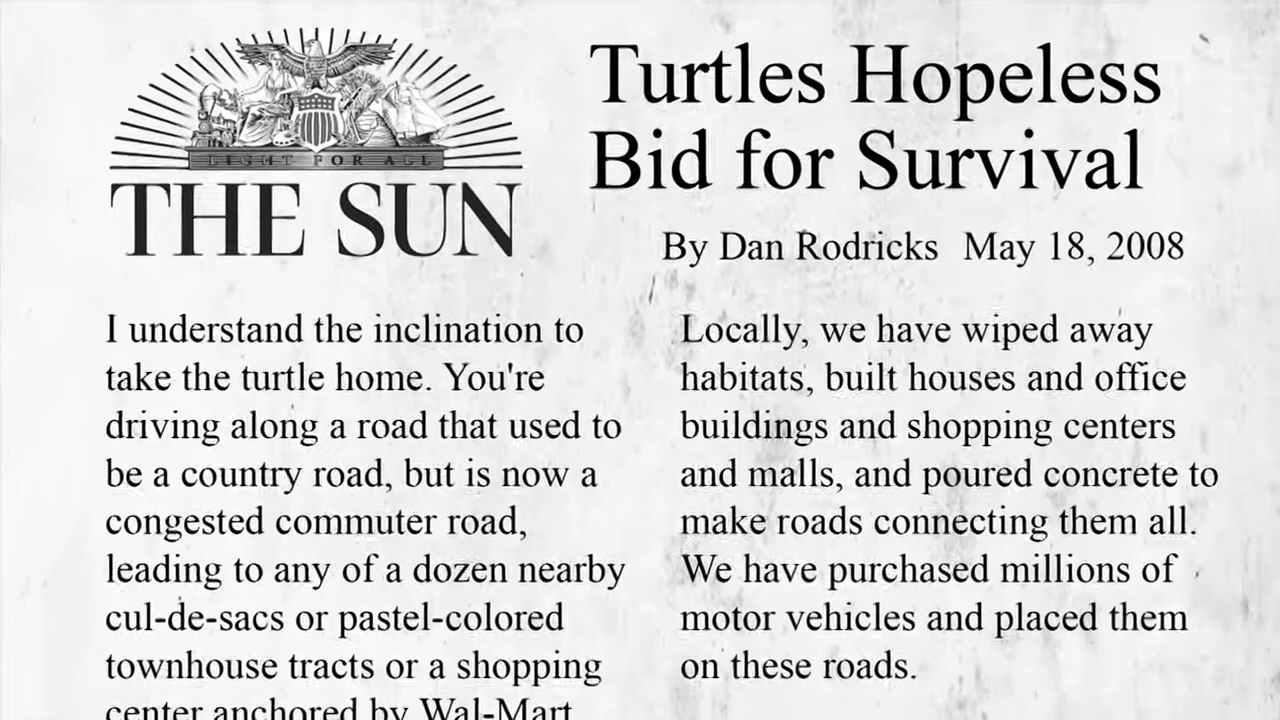 LIGHT FOR ALL
THE SUN
Turtles Hopeless
Bid for Survival
By Dan Rodricks May 18, 2008
I understand the inclination to
take the turtle home. You're
driving along a road that used to
be a country road, but is now a
congested commuter road,
leading to any of a dozen nearby
cul-de-sacs or pastel-colored
townhouse tracts or a shopping
center anchored by Wal-Mart
Locally, we have wiped away
habitats, built houses and office
buildings and shopping centers
and malls, and poured concrete to
make roads connecting them all.
We have purchased millions of
motor vehicles and placed them
on these roads.